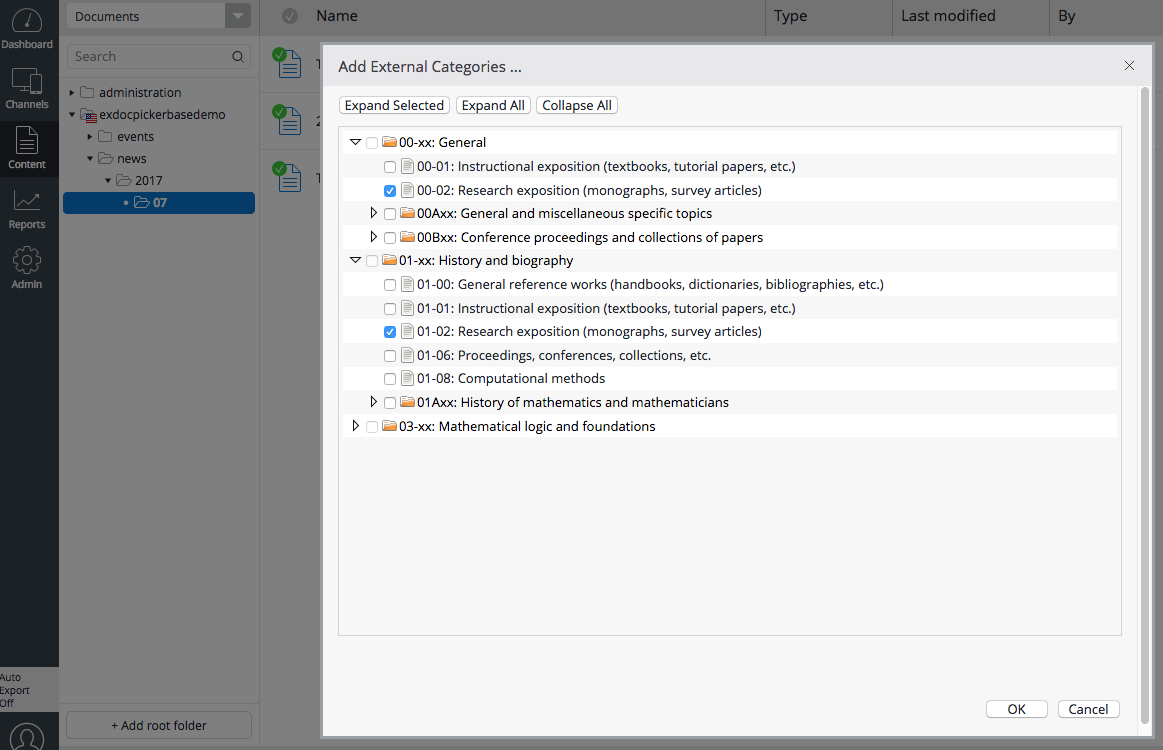 Dashboard
Channels
Content
Reports
Admin
Auto
Export
Off
Documents
Search
administration
exdocpickerbasedemo
events
news
2017
07
+ Add root folder
Name
Type
Last modified
By
T
2
T
Add External Categories ...
Expand Selected
Expand All
Collapse All
00-xx: General
00-01: Instructional exposition (textbooks, tutorial papers, etc.)
00-02: Research exposition (monographs, survey articles)
00Axx: General and miscellaneous specific topics
00Bxx: Conference proceedings and collections of papers
01-xx: History and biography
01-00: General reference works (handbooks, dictionaries, bibliographies, etc.)
01-01: Instructional exposition (textbooks, tutorial papers, etc.)
01-02: Research exposition (monographs, survey articles)
01-06: Proceedings, conferences, collections, etc.
01-08: Computational methods
01Axx: History of mathematics and mathematicians
03-xx: Mathematical logic and foundations
OK
Cancel